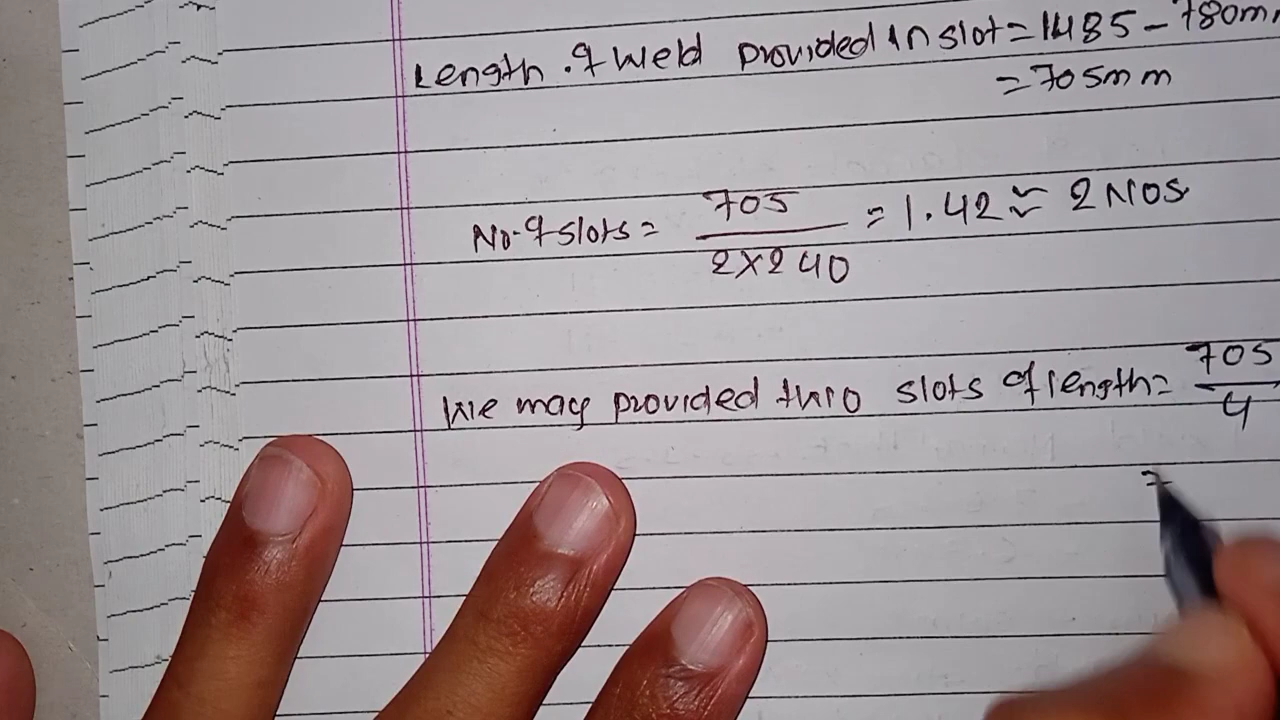 Length of weld provided in slot = 1485 - 780m
= 705mm
No. of slots = 705 / 2X240 = 1.42 ≈ 2 NOS
We may provided two slots of length = 705 / 4
=